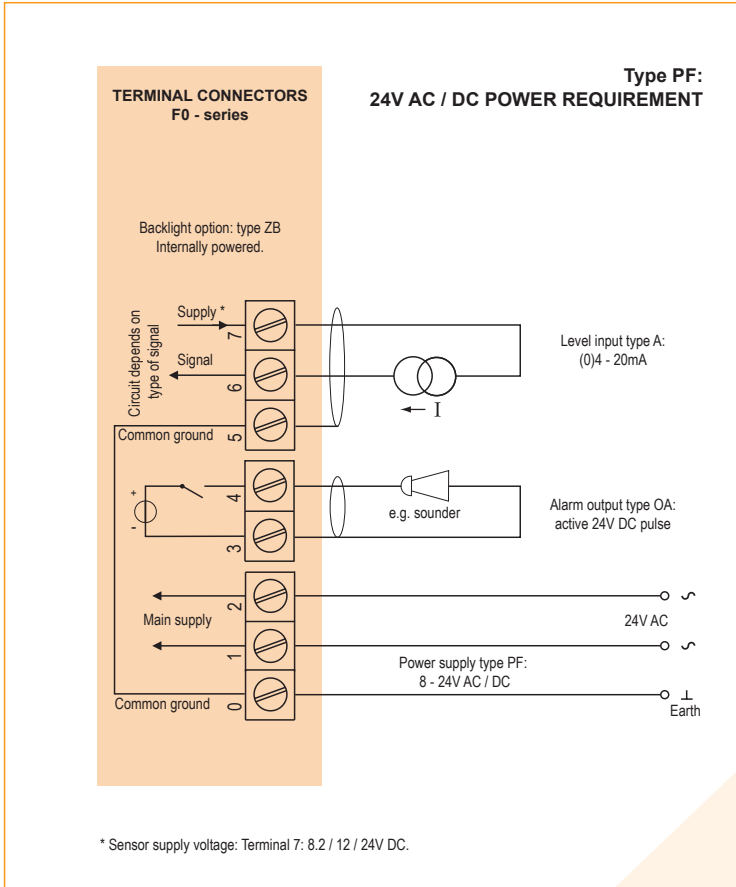 Type PF:
24V AC / DC POWER REQUIREMENT
TERMINAL CONNECTORS
F0 - series
Backlight option: type ZB
Internally powered.
Circuit depends on
type of signal
Supply *
7
Signal
6
Common ground
5
Level input type A:
(0)4 - 20mA
I
+
-
4
3
e.g. sounder
Alarm output type OA:
active 24V DC pulse
2
Main supply
1
24V AC
Power supply type PF:
8 - 24V AC / DC
Common ground
0
Earth
* Sensor supply voltage: Terminal 7: 8.2 / 12 / 24V DC.